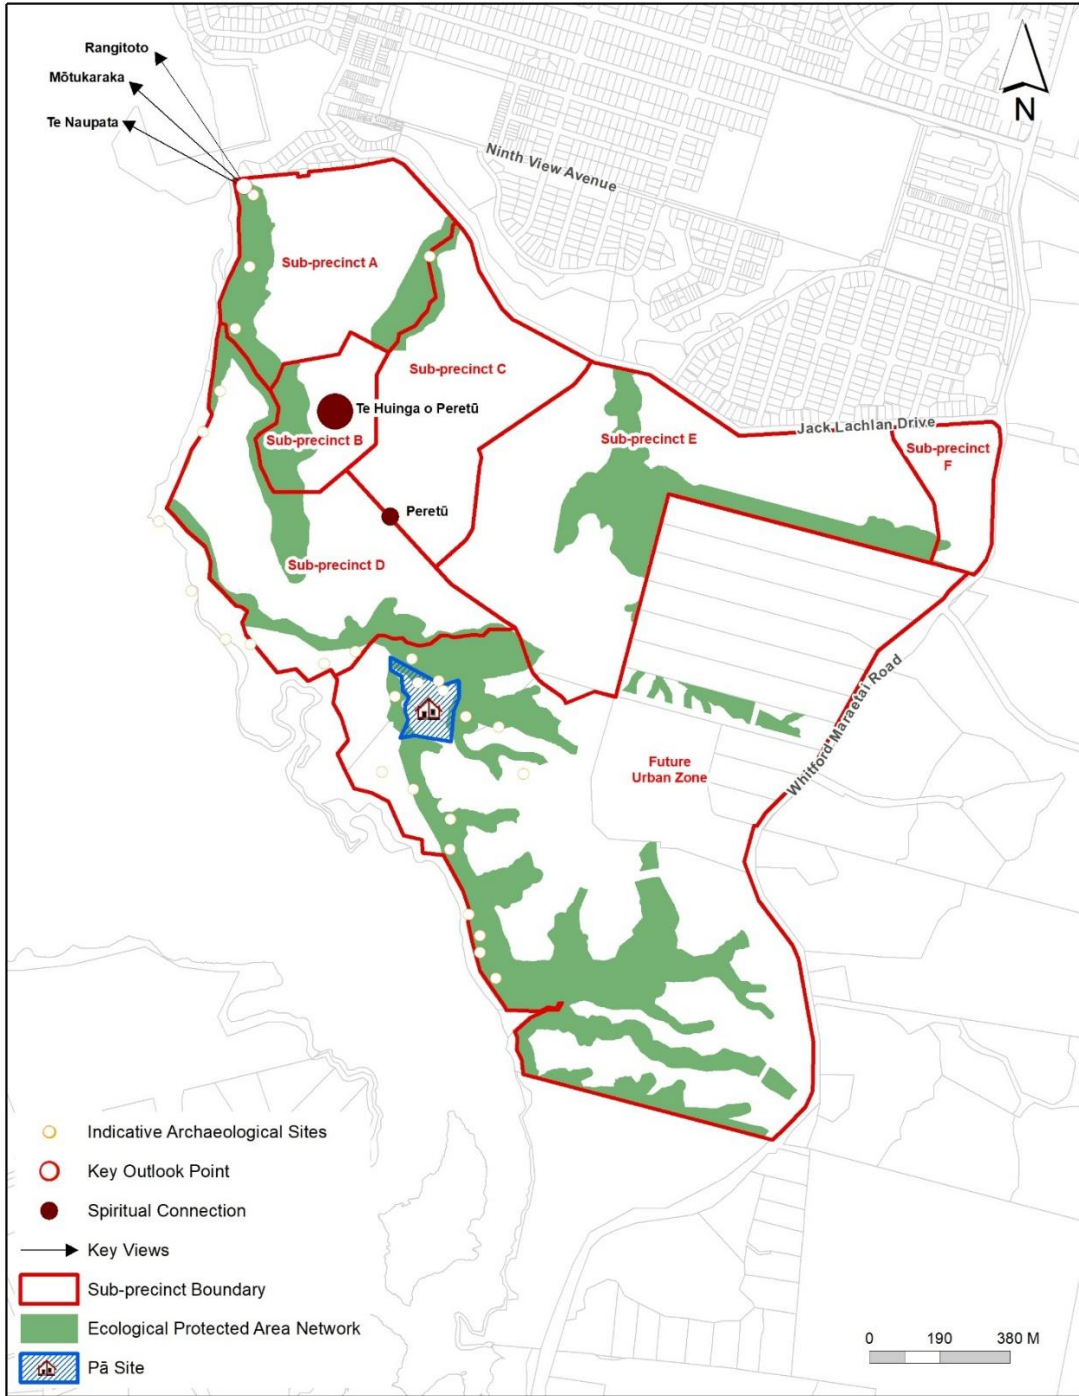 Rangitoto
Mōtukaraka
Te Naupata
N
Ninth View Avenue
Sub-precinct A
Sub-precinct C
Te Huinga o Peretū
Sub-precinct B
Sub-precinct E
Jack Lachlan Drive
Sub-precinct
F
Peretū
Sub-precinct D
Whitford Maraetai Road
Future
Urban Zone
Indicative Archaeological Sites
Key Outlook Point
Spiritual Connection
Key Views
Sub-precinct Boundary
Ecological Protected Area Network
Pā Site
0 190 380 M